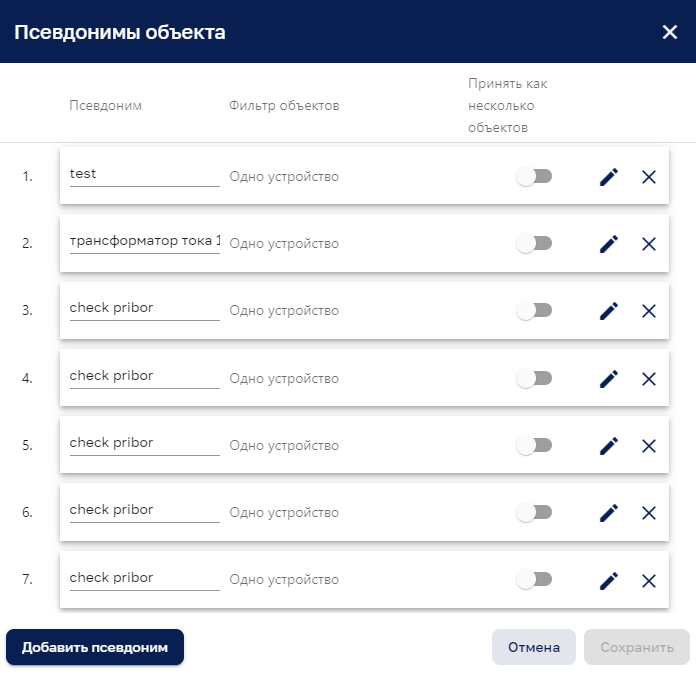 Псевдонимы объекта
Псевдоним
Фильтр объектов
Принять как
несколько
объектов
1. test Одно устройство
2. трансформатор тока 1 Одно устройство
3. check pribor Одно устройство
4. check pribor Одно устройство
5. check pribor Одно устройство
6. check pribor Одно устройство
7. check pribor Одно устройство
Добавить псевдоним
Отмена
Сохранить